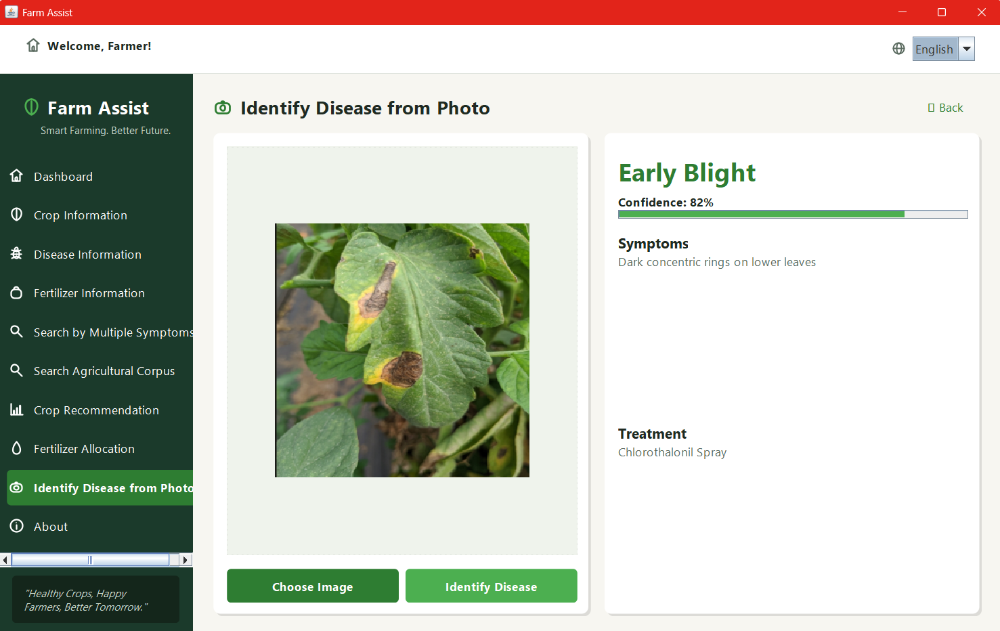 Farm Assist
Welcome, Farmer!
English
Farm Assist
Smart Farming. Better Future.
Dashboard
Crop Information
Disease Information
Fertilizer Information
Search by Multiple Symptoms
Search Agricultural Corpus
Crop Recommendation
Fertilizer Allocation
Identify Disease from Photo
About
"Healthy Crops, Happy
Farmers, Better Tomorrow."
Identify Disease from Photo
Back
Choose Image
Identify Disease
Early Blight
Confidence: 82%
Symptoms
Dark concentric rings on lower leaves
Treatment
Chlorothalonil Spray